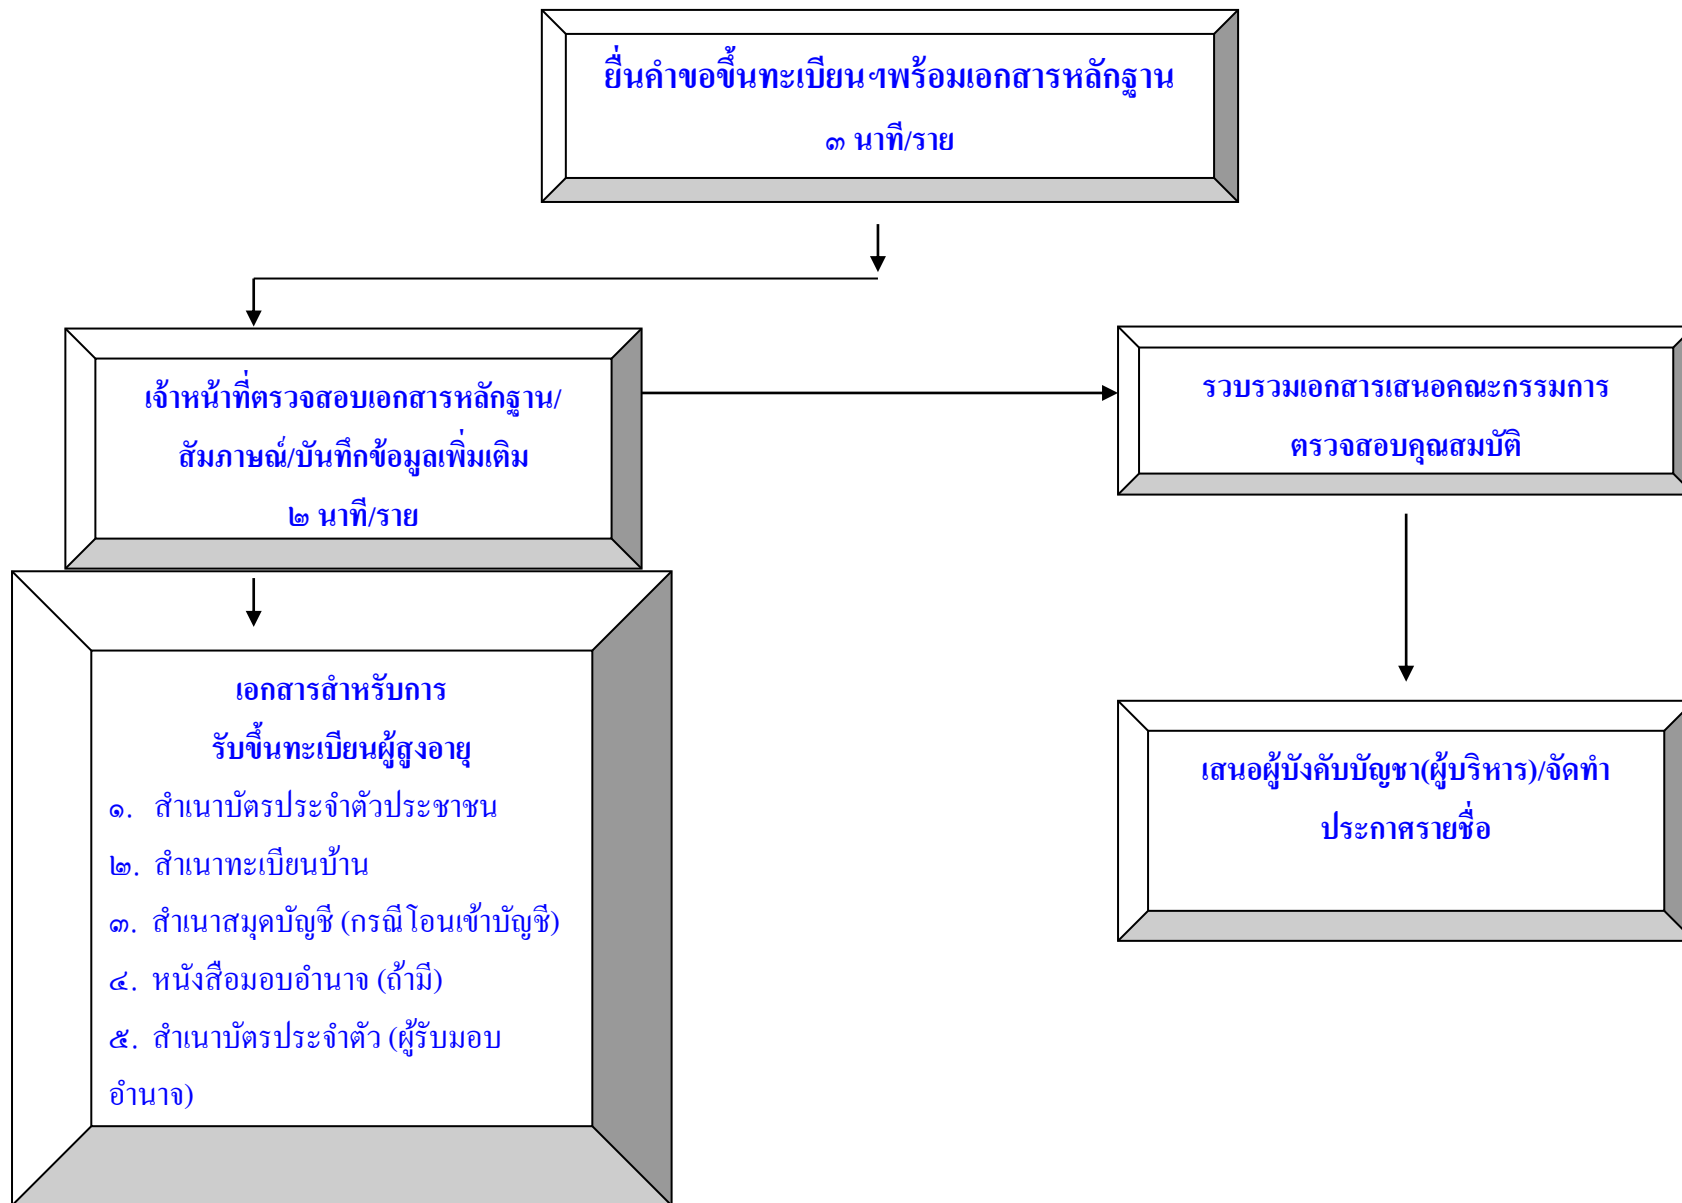 ยื่นคำขอขึ้นทะเบียนฯพร้อมเอกสารหลักฐาน
๓ นาที/ราย
เจ้าหน้าที่ตรวจสอบเอกสารหลักฐาน/
สัมภาษณ์/บันทึกข้อมูลเพิ่มเติม
๒ นาที/ราย
รวบรวมเอกสารเสนอคณะกรรมการ
ตรวจสอบคุณสมบัติ
เอกสารสำหรับการ
รับขึ้นทะเบียนผู้สูงอายุ
๑. สำเนาบัตรประจำตัวประชาชน
๒. สำเนาทะเบียนบ้าน
๓. สำเนาสมุดบัญชี (กรณีโอนเข้าบัญชี)
๔. หนังสือมอบอำนาจ (ถ้ามี)
๕. สำเนาบัตรประจำตัว (ผู้รับมอบ
อำนาจ)
เสนอผู้บังคับบัญชา(ผู้บริหาร)/จัดทำ
ประกาศรายชื่อ